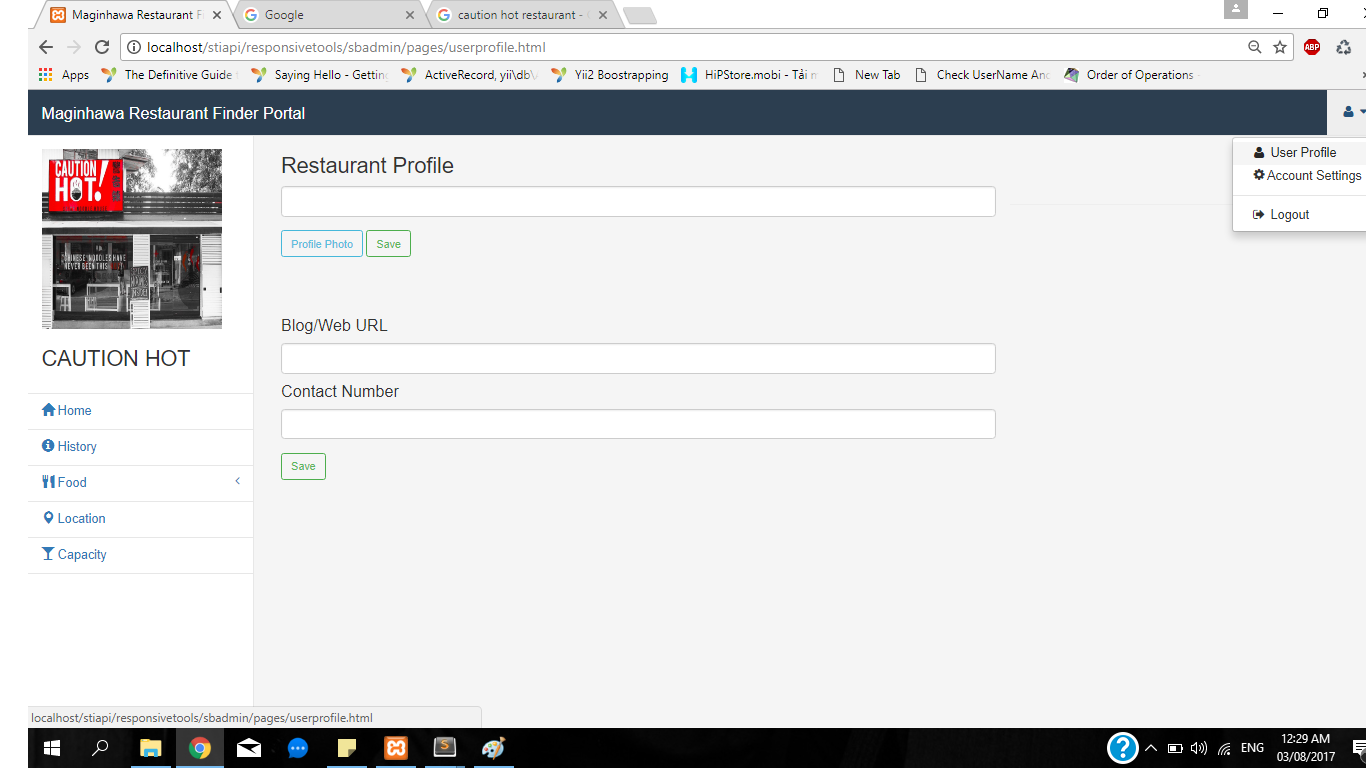 Maginhawa Restaurant F
Google
caution hot restaurant -
localhost/stiapi/responsivetools/sbadmin/pages/userprofile.html
ABP
Apps
The Definitive Guide
Saying Hello - Getting
ActiveRecord, yii\db\
Yii2 Boostrapping
HiPStore.mobi - Tải
New Tab
Check UserName An
Order of Operations
Maginhawa Restaurant Finder Portal
User Profile
Account Settings
Logout
CAUTION
HOT!
CHINESE NOODLES HAVE
NEVER BEEN THIS
CAUTION HOT
Home
History
Food
Location
Capacity
Restaurant Profile
Profile Photo
Save
Blog/Web URL
Contact Number
Save
localhost/stiapi/responsivetools/sbadmin/pages/userprofile.html
ENG
12:29 AM
03/08/2017